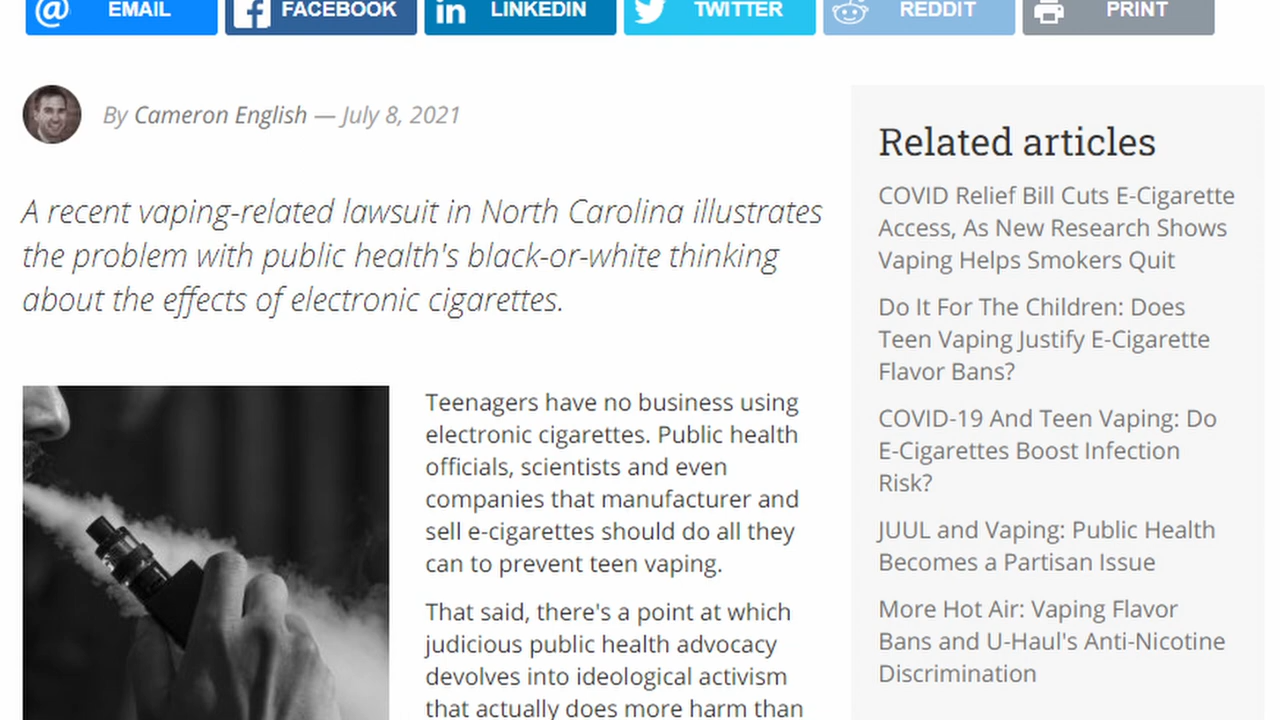 EMAIL
FACEBOOK
LINKEDIN
TWITTER
REDDIT
PRINT
By Cameron English — July 8, 2021
A recent vaping-related lawsuit in North Carolina illustrates
the problem with public health's black-or-white thinking
about the effects of electronic cigarettes.
Teenagers have no business using
electronic cigarettes. Public health
officials, scientists and even
companies that manufacturer and
sell e-cigarettes should do all they
can to prevent teen vaping.
That said, there's a point at which
judicious public health advocacy
devolves into ideological activism
that actually does more harm than
Related articles
COVID Relief Bill Cuts E-Cigarette
Access, As New Research Shows
Vaping Helps Smokers Quit
Do It For The Children: Does
Teen Vaping Justify E-Cigarette
Flavor Bans?
COVID-19 And Teen Vaping: Do
E-Cigarettes Boost Infection
Risk?
JUUL and Vaping: Public Health
Becomes a Partisan Issue
More Hot Air: Vaping Flavor
Bans and U-Haul's Anti-Nicotine
Discrimination